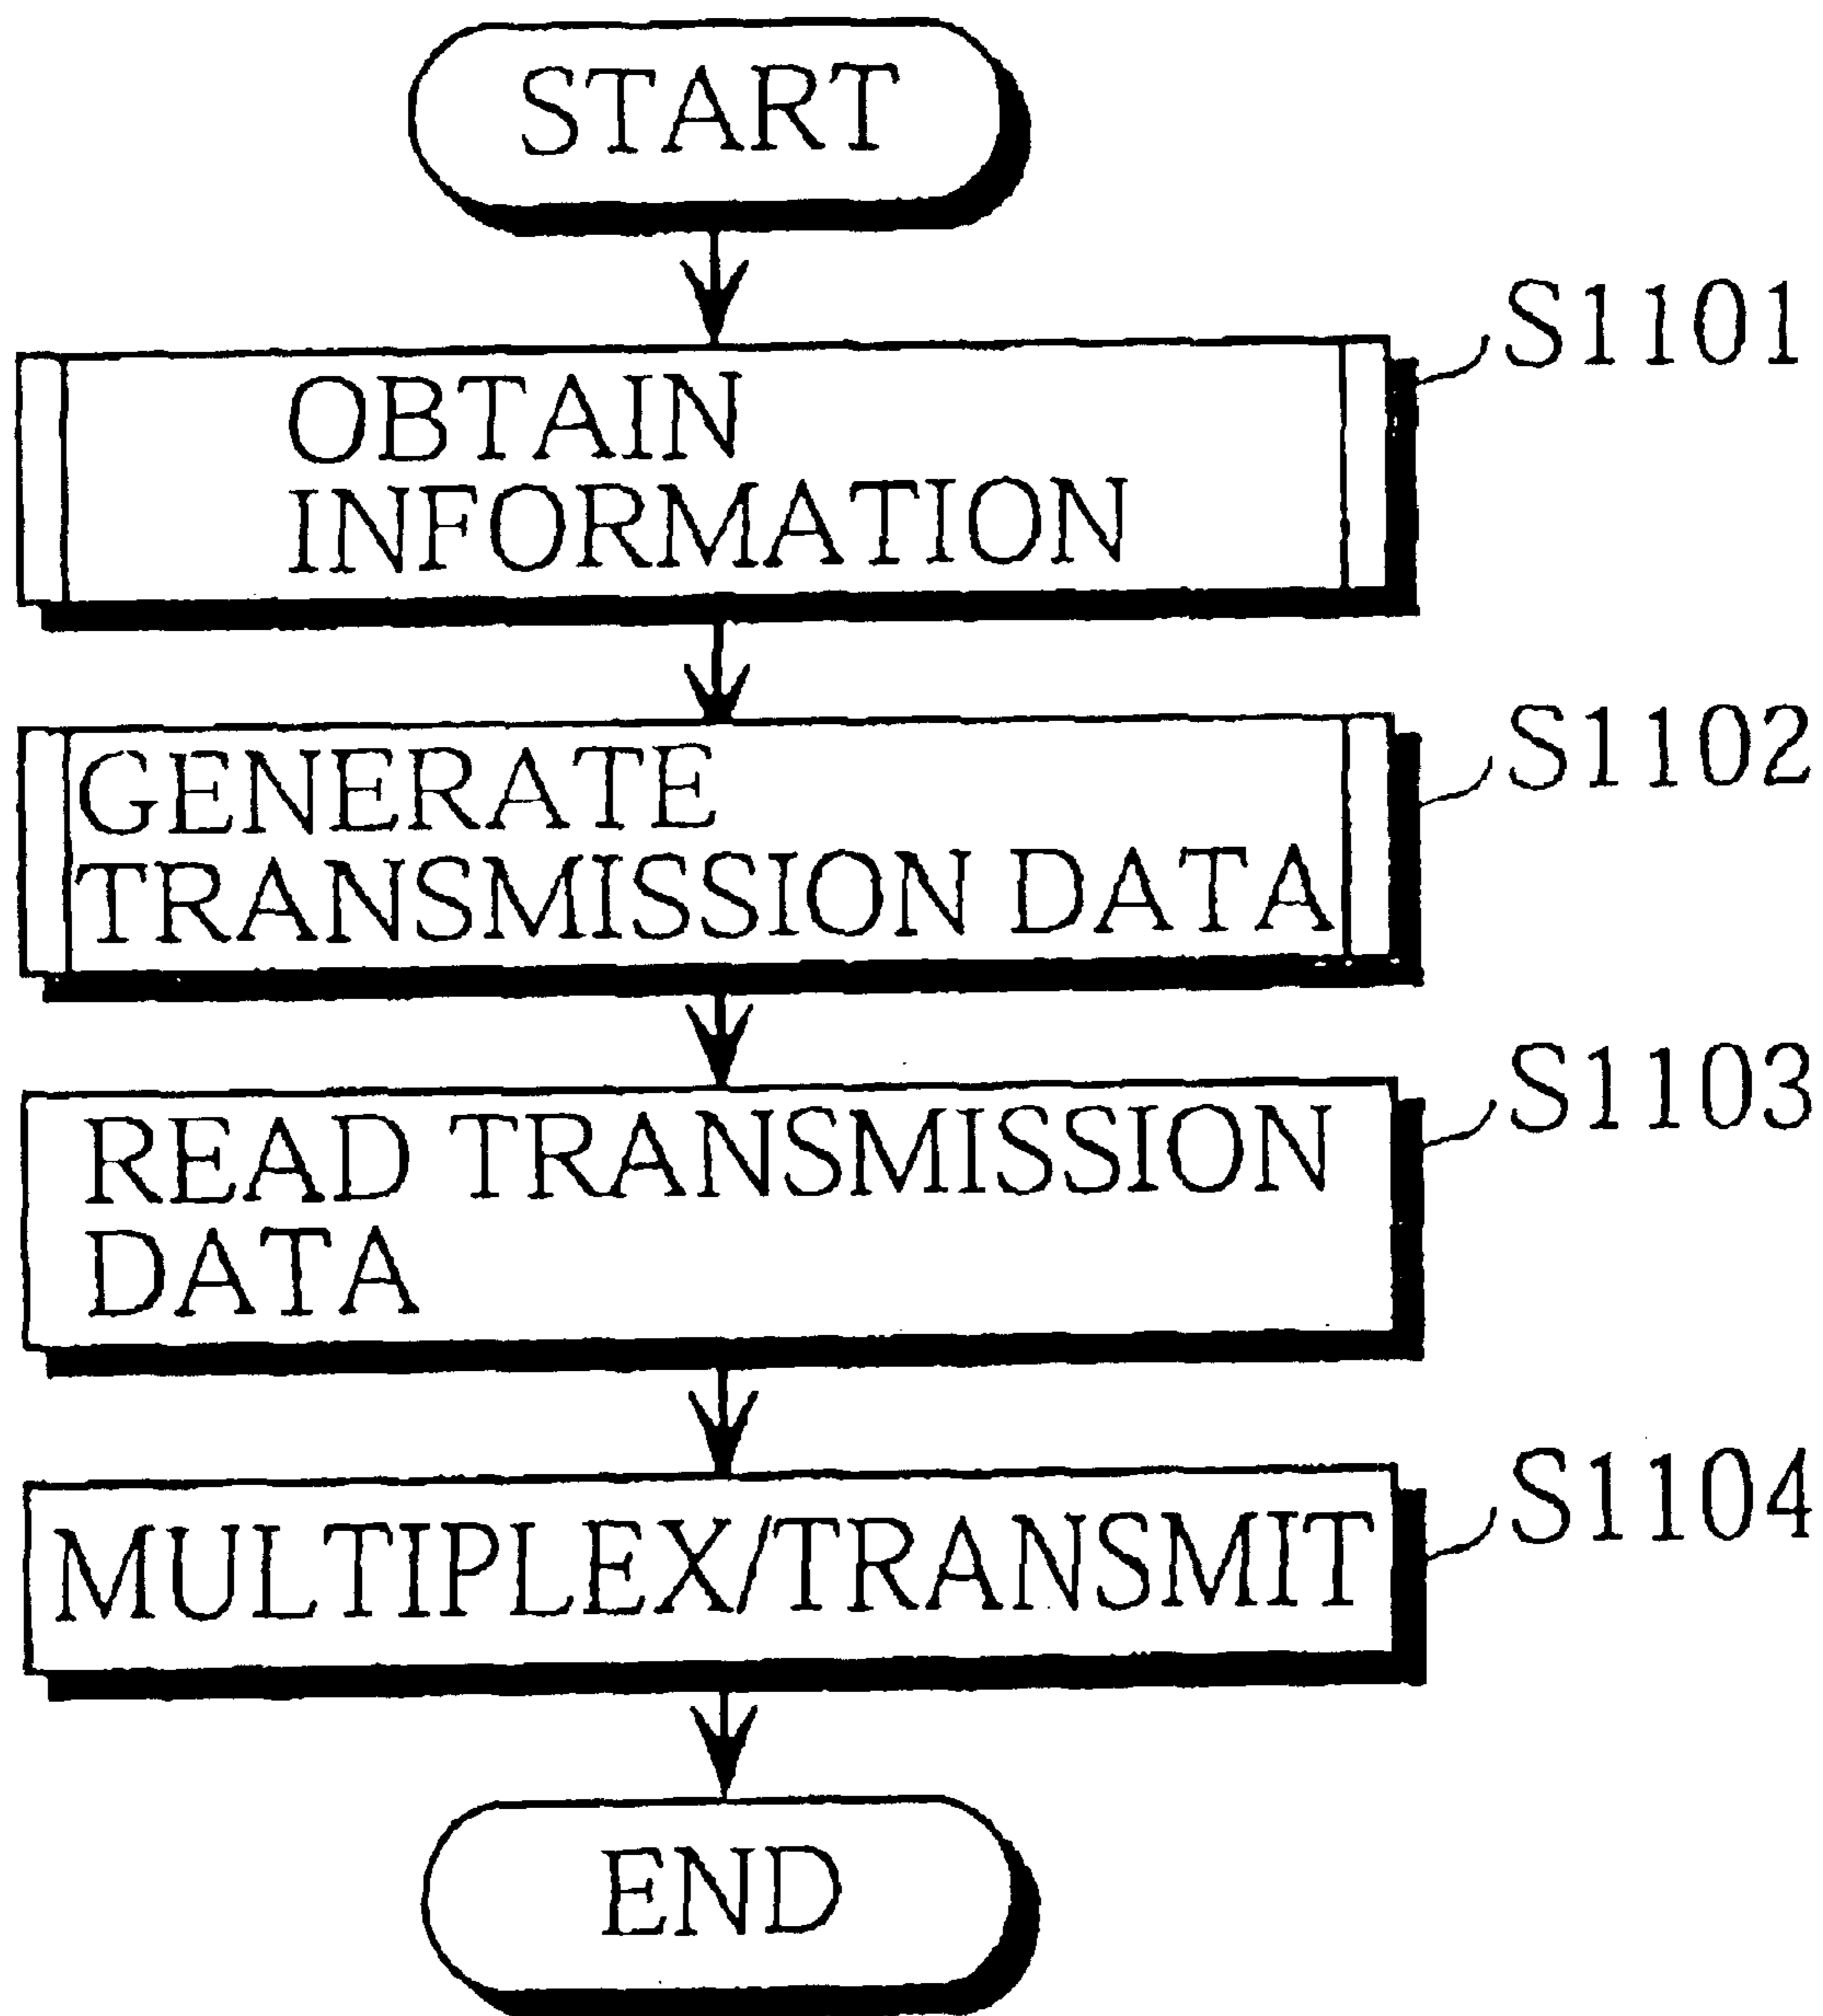 START
S1101
OBTAIN
INFORMATION
S1102
GENERATE
TRANSMISSION DATA
S1103
READ TRANSMISSION
DATA
S1104
MULTIPLEX/TRANSMIT
END